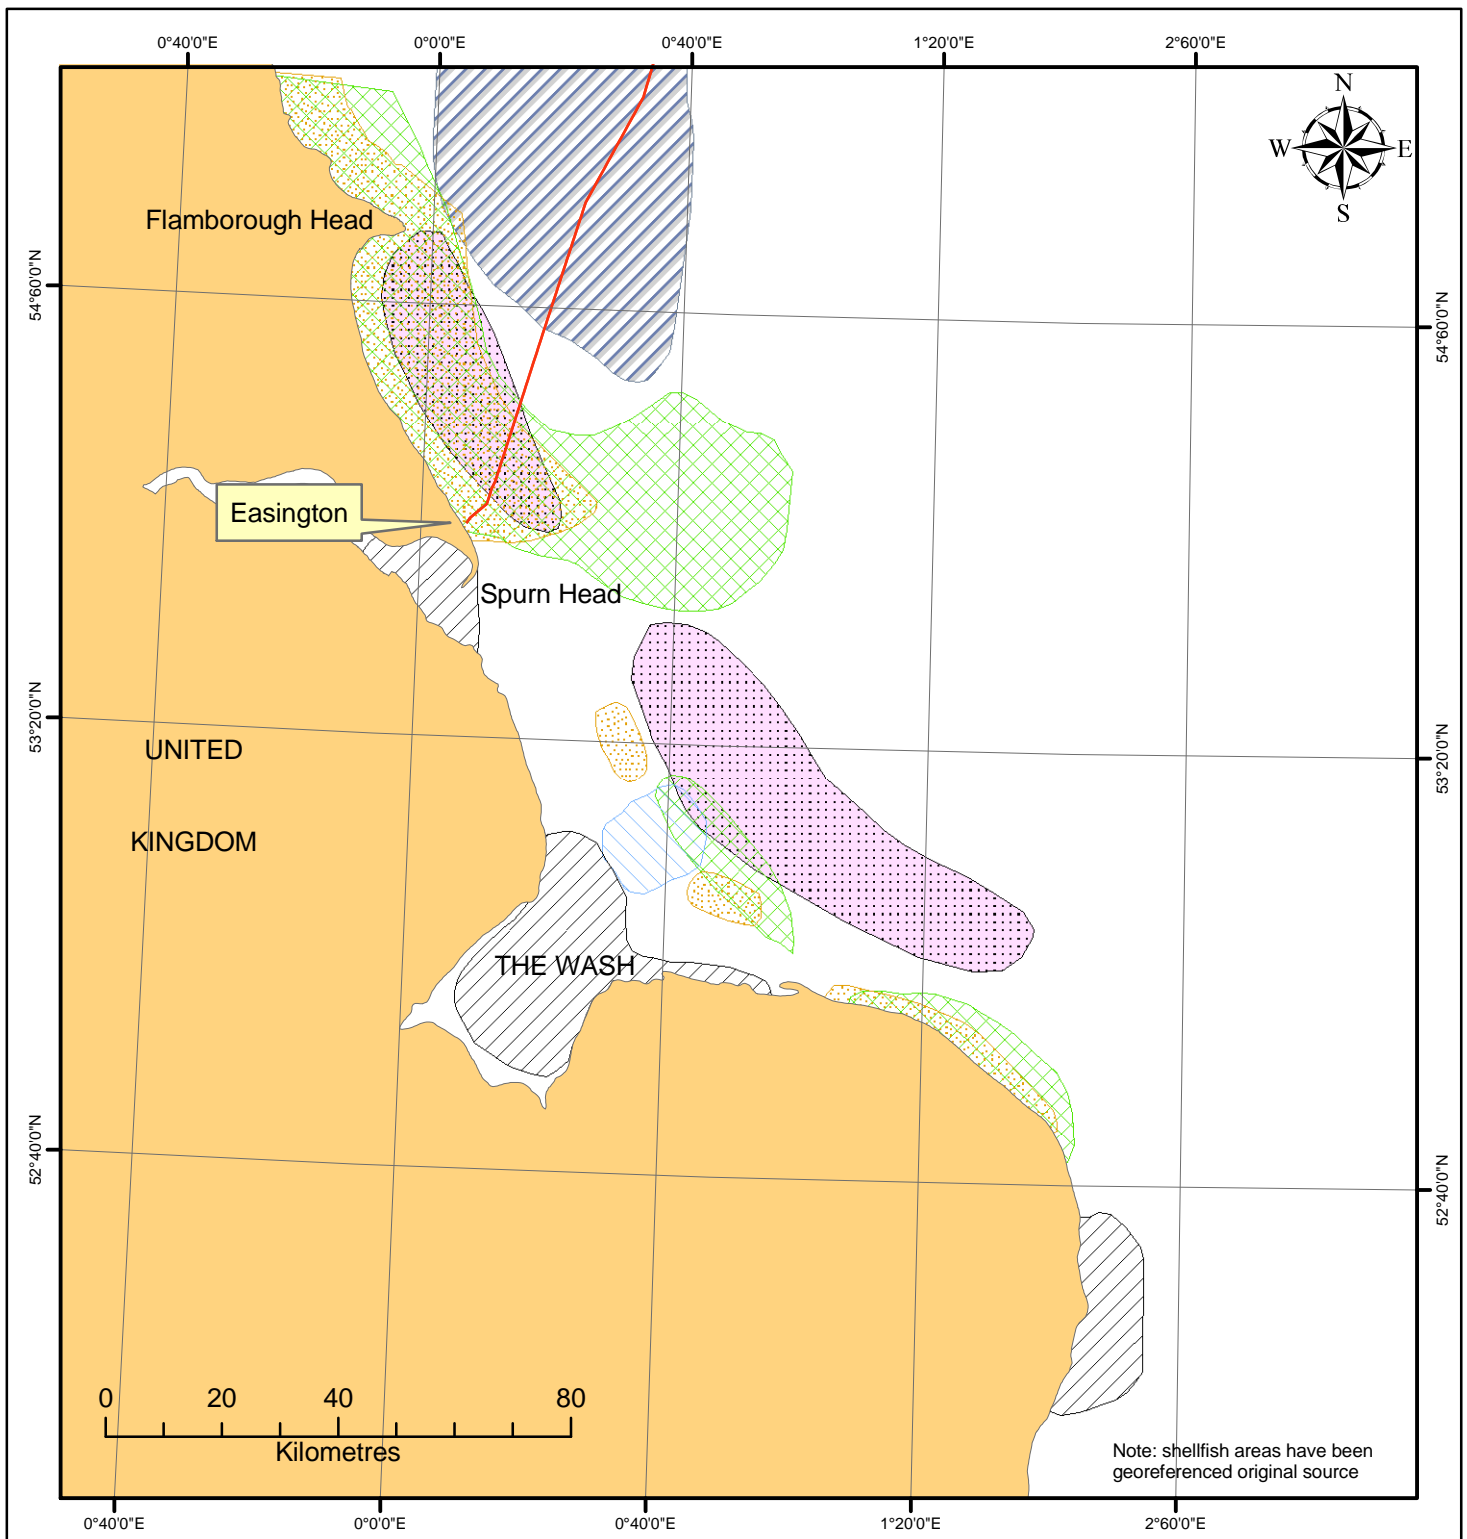 0°40'0"E 0°0'0"E 0°40'0"E 1°20'0"E 2°60'0"E
N
W E
S
Flamborough Head
54°60'0"N
54°60'0"N
Easington
Spurn Head
53°20'0"N
53°20'0"N
UNITED
KINGDOM
THE WASH
52°40'0"N
52°40'0"N
0 20 40 80
Kilometres
Note: shellfish areas have been
georeferenced original source
0°40'0"E 0°0'0"E 0°40'0"E 1°20'0"E 2°60'0"E